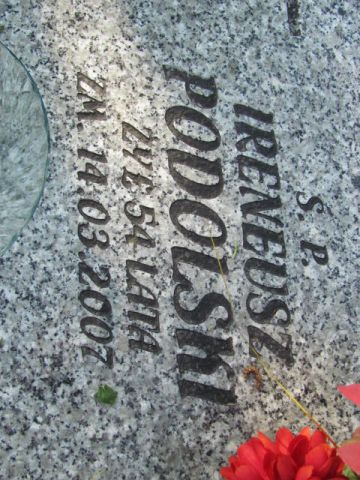 Ś. P.
IRENEUSZ
PODOLSKI
ŻYŁ 54 LATA
ZM. 14.03.2007